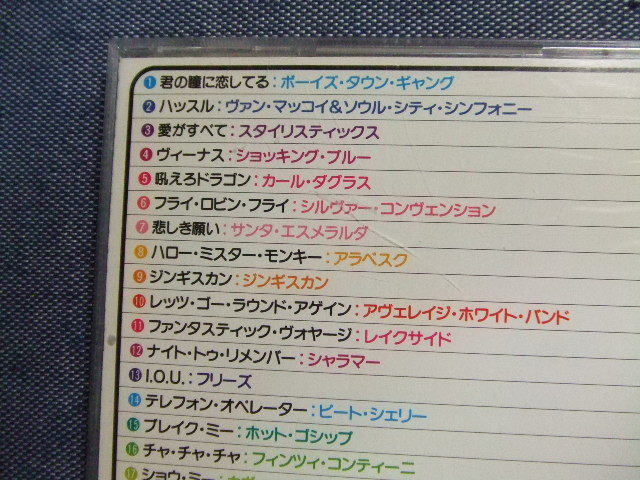 1 君の瞳に恋してる：ボーイズ・タウン・ギャング
2 ハッスル：ヴァン・マッコイ&ソウル・シティ・シンフォニー
3 愛がすべて：スタイリスティックス
4 ヴィーナス：ショッキング・ブルー
5 吼えろドラゴン：カール・ダグラス
6 フライ・ロビン・フライ：シルヴァー・コンヴェンション
7 悲しき願い：サンタ・エスメラルダ
8 ハロー・ミスター・モンキー：アラベスク
9 ジンギスカン：ジンギスカン
10 レッツ・ゴー・ラウンド・アゲイン：アヴェレイジ・ホワイト・バンド
11 ファンタスティック・ヴォヤージ：レイクサイド
12 ナイト・トゥ・リメンバー：シャラマー
13 I.O.U.：フリーズ
14 テレフォン・オペレーター：ピート・シェリー
15 ブレイク・ミー：ホット・ゴシップ
16 チャ・チャ・チャ：フィンツィ・コンティーニ
17 ショウ・ミー：